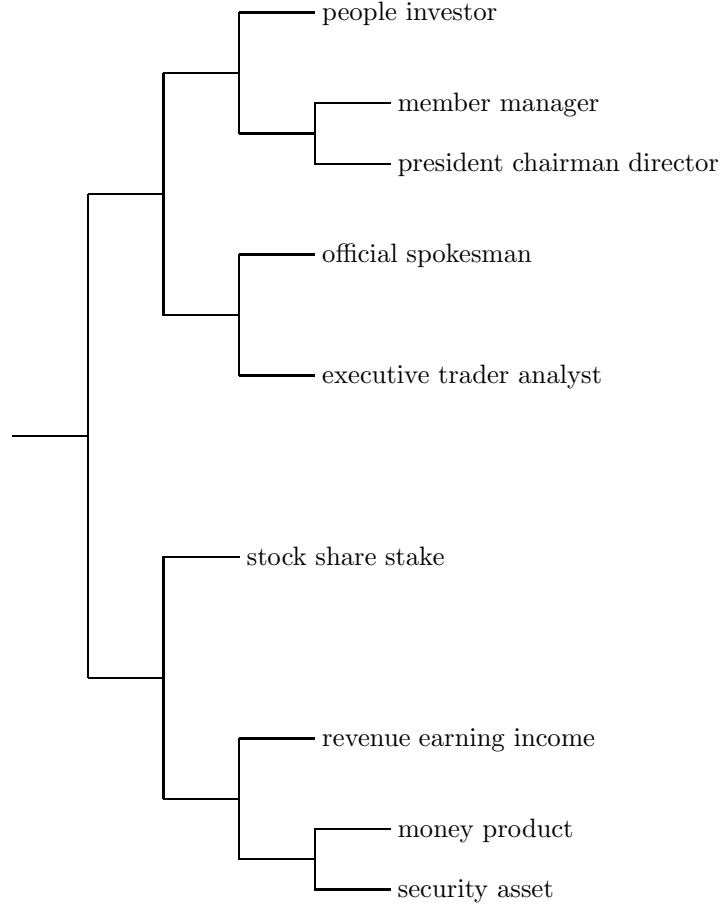 people investor
member manager
president chairman director
official spokesman
executive trader analyst
stock share stake
revenue earning income
money product
security asset